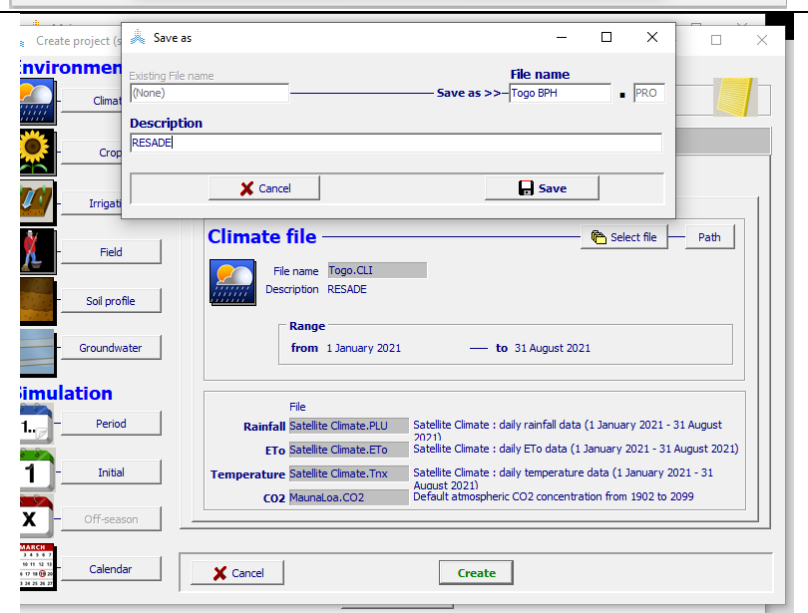 Create project (s
Save as
Existing File name
(None)
Save as >>
File name
Togo BPH
.
PRO
Description
RESADE
Cancel
Save
nvironmen
Climat
Crop
Irrigati
Field
Soil profile
Groundwater
imulation
1..
Period
1
Initial
X
Off-season
MARCH
Calendar
Climate file
Select file
Path
File name Togo.CLI
Description RESADE
Range
from 1 January 2021 to 31 August 2021
File
Rainfall Satellite Climate.PLU Satellite Climate : daily rainfall data (1 January 2021 - 31 August
2021)
ETo Satellite Climate.ETo Satellite Climate : daily ETo data (1 January 2021 - 31 August 2021)
Temperature Satellite Climate.Tnx Satellite Climate : daily temperature data (1 January 2021 - 31
August 2021)
CO2 MaunaLoa.CO2 Default atmospheric CO2 concentration from 1902 to 2099
Cancel
Create